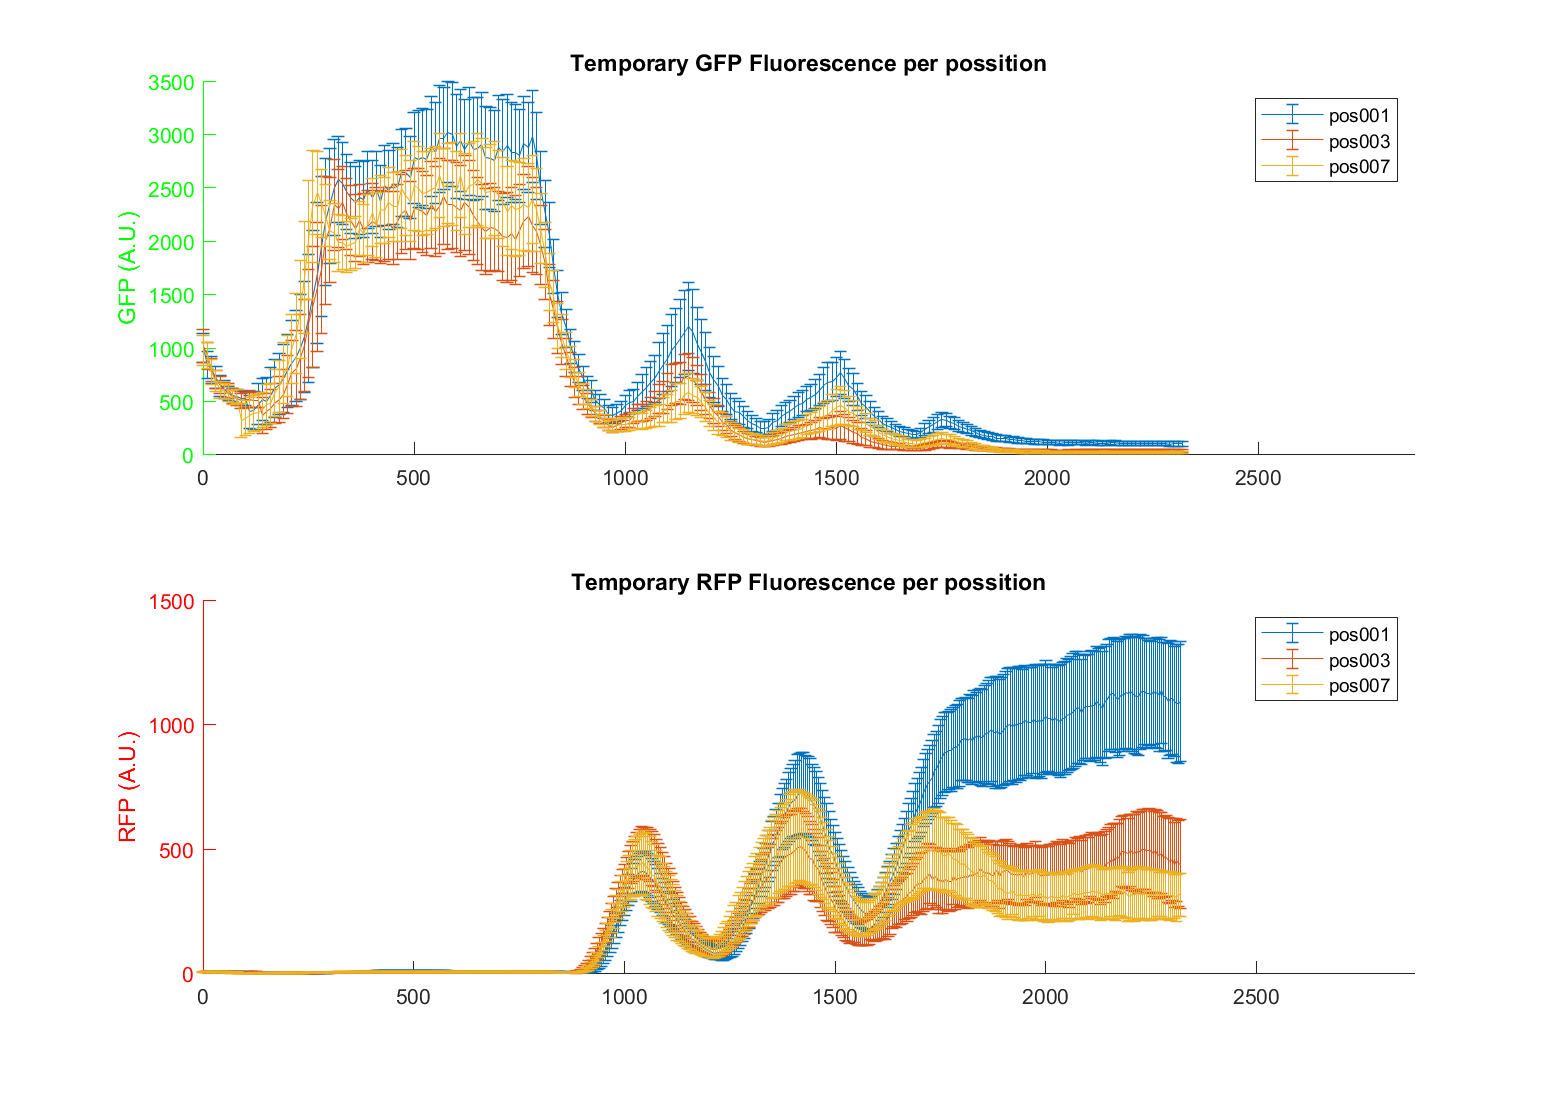 Temporary GFP Fluorescence per possition
3500
3000
2500
2000
1500
1000
500
0
GFP (A.U.)
0 500 1000 1500 2000 2500
pos001
pos003
pos007
Temporary RFP Fluorescence per possition
1500
1000
500
0
RFP (A.U.)
0 500 1000 1500 2000 2500
pos001
pos003
pos007